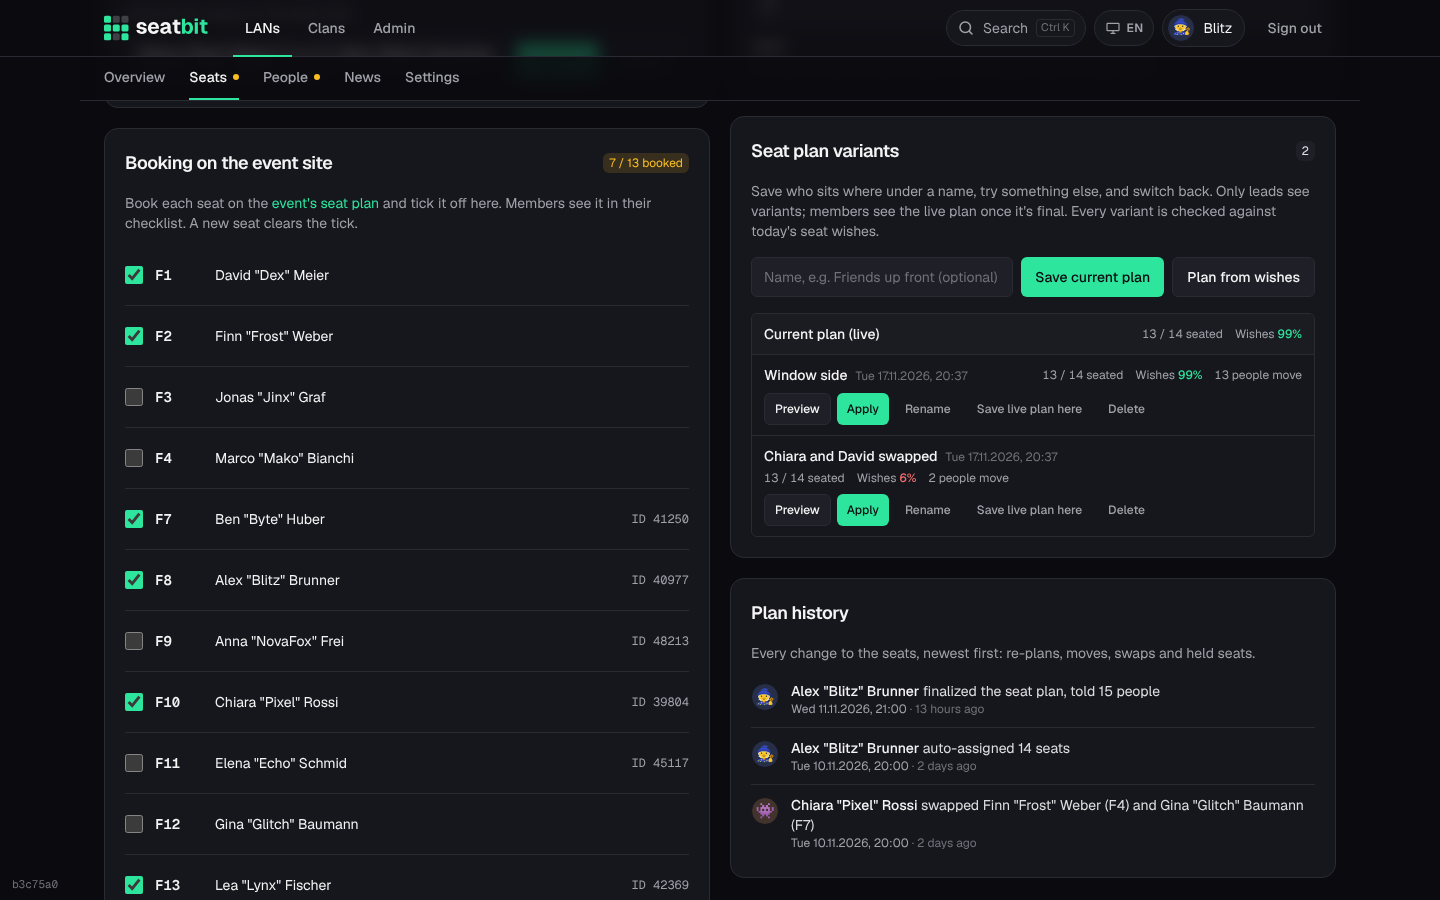 seatbit
LANs
Clans
Admin
Search
Ctrl K
EN
Blitz
Sign out
Overview
Seats
People
News
Settings
Booking on the event site
7 / 13 booked
Book each seat on the event's seat plan and tick it off here. Members see it in their
checklist. A new seat clears the tick.
F1 David "Dex" Meier
F2 Finn "Frost" Weber
F3 Jonas "Jinx" Graf
F4 Marco "Mako" Bianchi
F7 Ben "Byte" Huber ID 41250
F8 Alex "Blitz" Brunner ID 40977
F9 Anna "NovaFox" Frei ID 48213
F10 Chiara "Pixel" Rossi ID 39804
F11 Elena "Echo" Schmid ID 45117
F12 Gina "Glitch" Baumann
F13 Lea "Lynx" Fischer ID 42369
Seat plan variants
2
Save who sits where under a name, try something else, and switch back. Only leads see
variants; members see the live plan once it's final. Every variant is checked against
today's seat wishes.
Name, e.g. Friends up front (optional)
Save current plan
Plan from wishes
Current plan (live) 13 / 14 seated Wishes 99%
Window side Tue 17.11.2026, 20:37 13 / 14 seated Wishes 99% 13 people move
Preview Apply Rename Save live plan here Delete
Chiara and David swapped Tue 17.11.2026, 20:37
13 / 14 seated Wishes 6% 2 people move
Preview Apply Rename Save live plan here Delete
Plan history
Every change to the seats, newest first: re-plans, moves, swaps and held seats.
Alex "Blitz" Brunner finalized the seat plan, told 15 people
Wed 11.11.2026, 21:00 · 13 hours ago
Alex "Blitz" Brunner auto-assigned 14 seats
Tue 10.11.2026, 20:00 · 2 days ago
Chiara "Pixel" Rossi swapped Finn "Frost" Weber (F4) and Gina "Glitch" Baumann
(F7)
Tue 10.11.2026, 20:00 · 2 days ago
b3c75a0